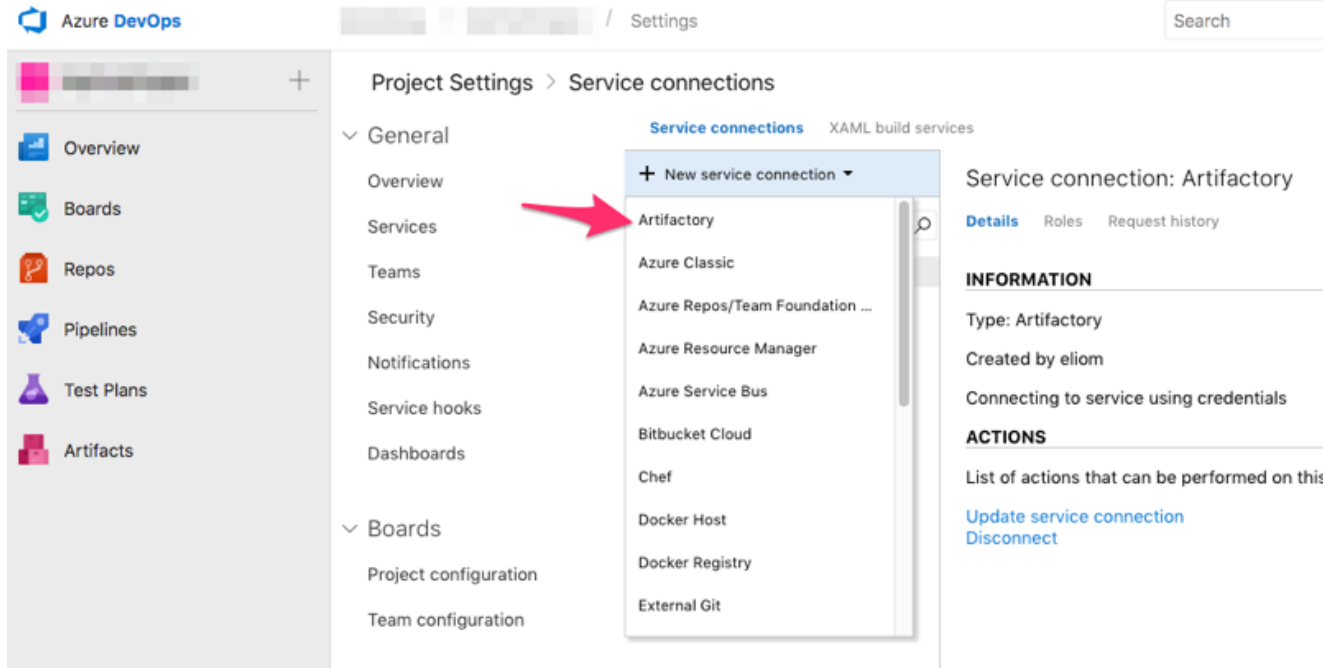 Azure DevOps
/ Settings
Search
Project Settings > Service connections
Overview
Boards
Repos
Pipelines
Test Plans
Artifacts
General
Overview
Services
Teams
Security
Notifications
Service hooks
Dashboards
Boards
Project configuration
Team configuration
Service connections XAML build services
+ New service connection
Artifactory
Azure Classic
Azure Repos/Team Foundation ...
Azure Resource Manager
Azure Service Bus
Bitbucket Cloud
Chef
Docker Host
Docker Registry
External Git
Service connection: Artifactory
Details Roles Request history
INFORMATION
Type: Artifactory
Created by eliom
Connecting to service using credentials
ACTIONS
List of actions that can be performed on this
Update service connection
Disconnect